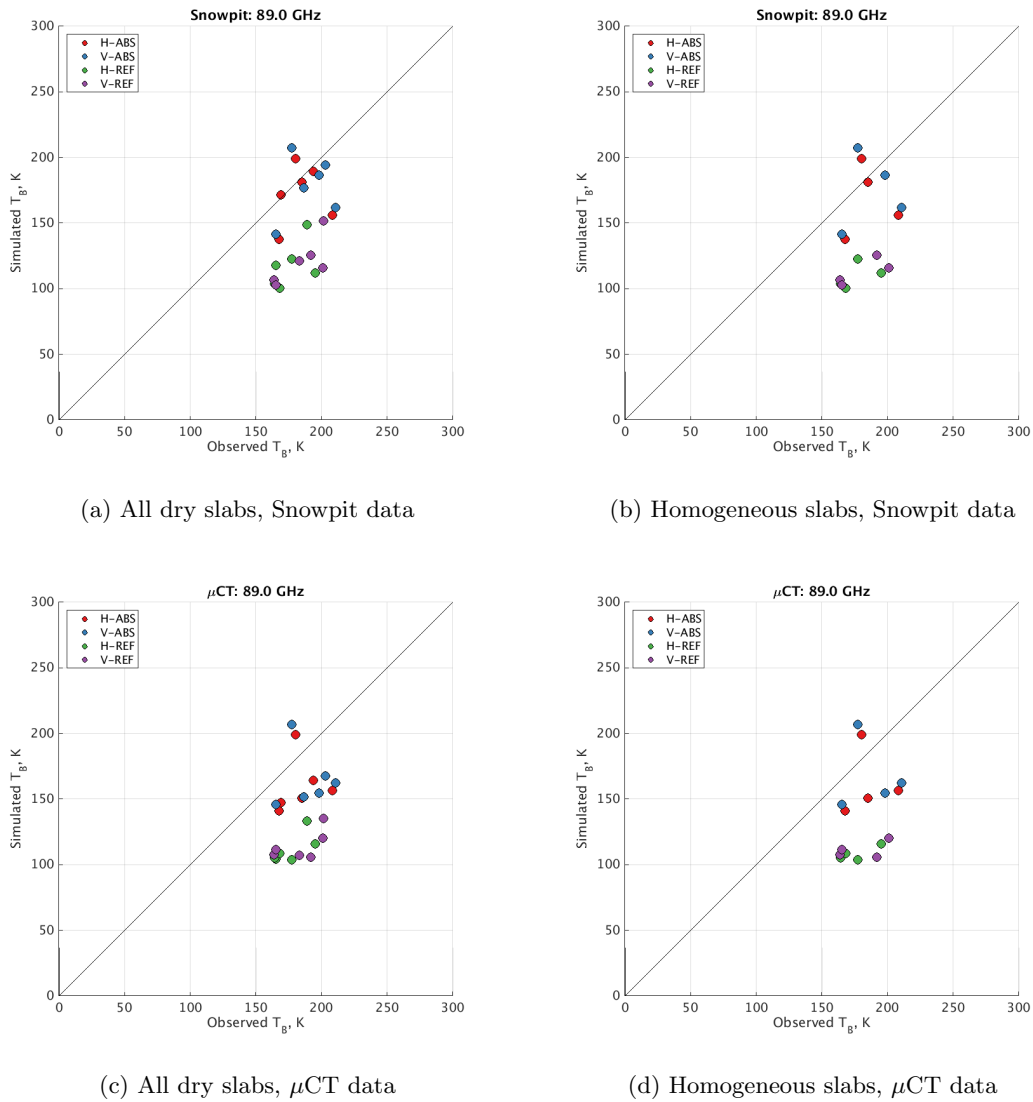 Snowpit: 89.0 GHz
300
250
200
150
100
50
0
Simulated T_B, K
H-ABS
V-ABS
H-REF
V-REF
0 50 100 150 200 250 300
Observed T_B, K
(a) All dry slabs, Snowpit data
Snowpit: 89.0 GHz
300
250
200
150
100
50
0
Simulated T_B, K
H-ABS
V-ABS
H-REF
V-REF
0 50 100 150 200 250 300
Observed T_B, K
(b) Homogeneous slabs, Snowpit data
μCT: 89.0 GHz
300
250
200
150
100
50
0
Simulated T_B, K
H-ABS
V-ABS
H-REF
V-REF
0 50 100 150 200 250 300
Observed T_B, K
(c) All dry slabs, μCT data
μCT: 89.0 GHz
300
250
200
150
100
50
0
Simulated T_B, K
H-ABS
V-ABS
H-REF
V-REF
0 50 100 150 200 250 300
Observed T_B, K
(d) Homogeneous slabs, μCT data